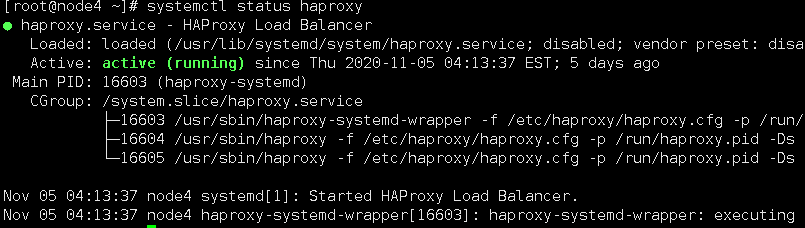 [root@node4 ~]# systemctl status haproxy
● haproxy.service - HAProxy Load Balancer
   Loaded: loaded (/usr/lib/systemd/system/haproxy.service; disabled; vendor preset: disa
   Active: active (running) since Thu 2020-11-05 04:13:37 EST; 5 days ago
 Main PID: 16603 (haproxy-systemd)
   CGroup: /system.slice/haproxy.service
           ├─16603 /usr/sbin/haproxy-systemd-wrapper -f /etc/haproxy/haproxy.cfg -p /run/
           ├─16604 /usr/sbin/haproxy -f /etc/haproxy/haproxy.cfg -p /run/haproxy.pid -Ds
           └─16605 /usr/sbin/haproxy -f /etc/haproxy/haproxy.cfg -p /run/haproxy.pid -Ds
Nov 05 04:13:37 node4 systemd[1]: Started HAProxy Load Balancer.
Nov 05 04:13:37 node4 haproxy-systemd-wrapper[16603]: haproxy-systemd-wrapper: executing